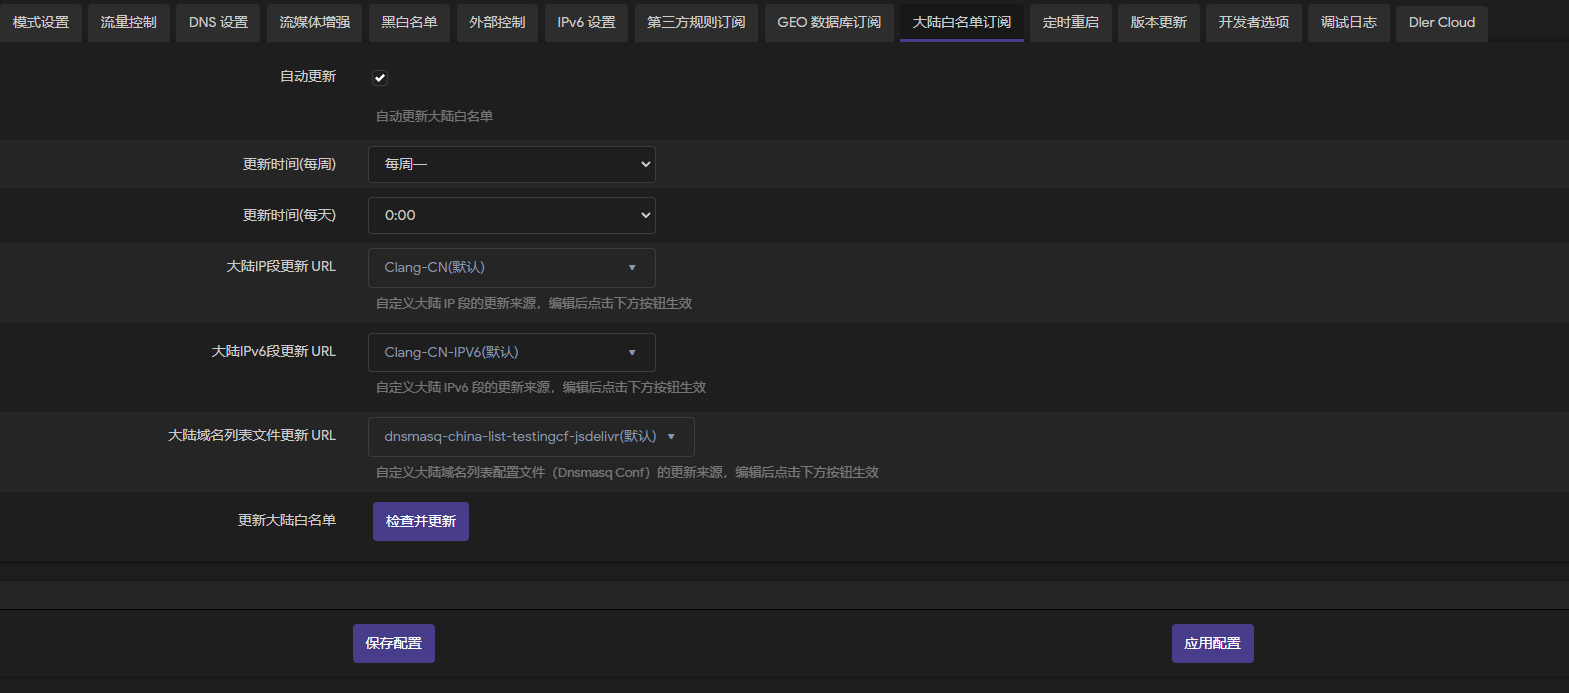 模式设置 流量控制 DNS 设置 流媒体增强 黑白名单 外部控制 IPv6 设置 第三方规则订阅 GEO 数据库订阅 大陆白名单订阅 定时重启 版本更新 开发者选项 调试日志 Dler Cloud
自动更新
自动更新大陆白名单
更新时间(每周) 每周一
更新时间(每天) 0:00
大陆IP段更新 URL Clang-CN(默认)
自定义大陆 IP 段的更新来源，编辑后点击下方按钮生效
大陆IPv6段更新 URL Clang-CN-IPV6(默认)
自定义大陆 IPv6 段的更新来源，编辑后点击下方按钮生效
大陆域名列表文件更新 URL dnsmasq-china-list-testingcf-jsdelivr(默认)
自定义大陆域名列表配置文件（Dnsmasq Conf）的更新来源，编辑后点击下方按钮生效
更新大陆白名单 检查并更新
保存配置 应用配置